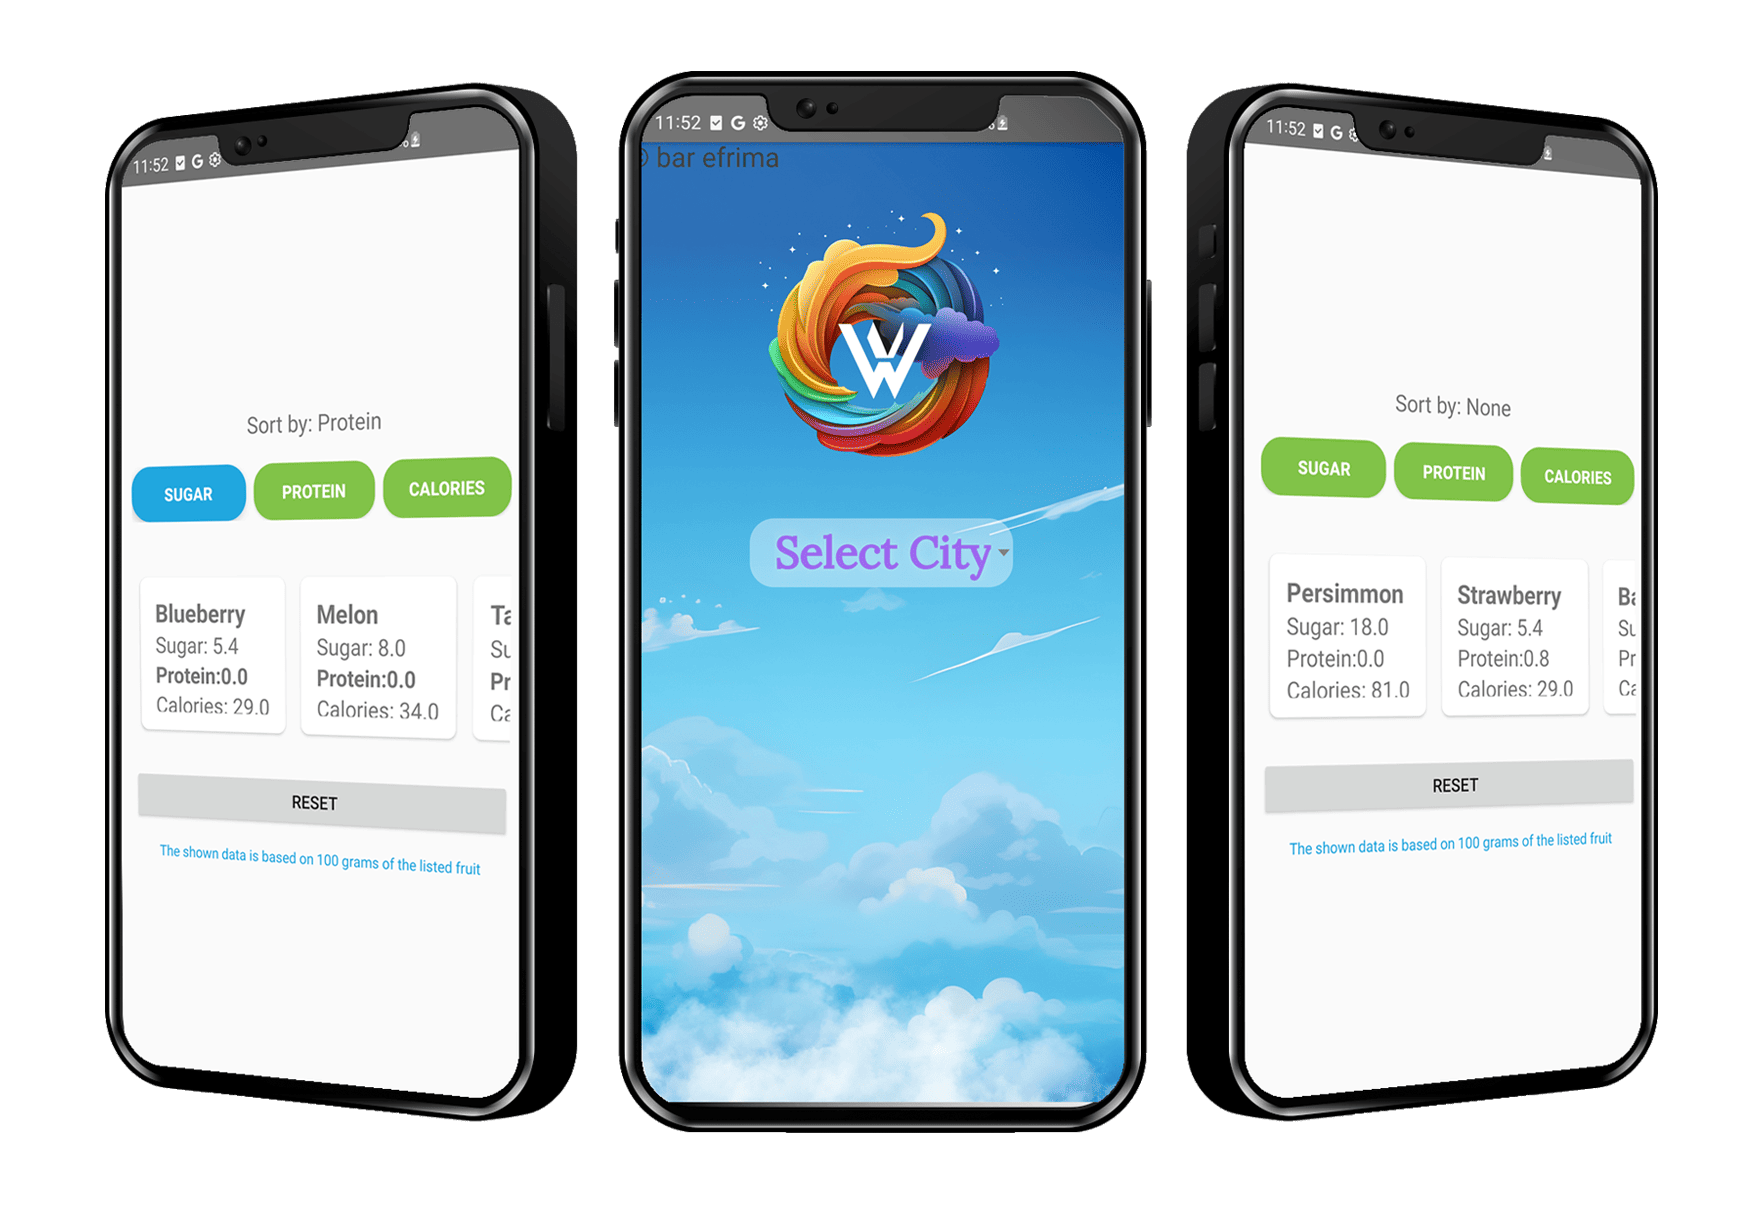 11:52 G
Sort by: Protein
SUGAR PROTEIN CALORIES
Blueberry
Sugar: 5.4
Protein:0.0
Calories: 29.0
Melon
Sugar: 8.0
Protein:0.0
Calories: 34.0
Ta
Su
Pr
Ca
RESET
The shown data is based on 100 grams of the listed fruit
11:52 G
© bar efrima
W
Select City
11:52 G
Sort by: None
SUGAR PROTEIN CALORIES
Persimmon
Sugar: 18.0
Protein:0.0
Calories: 81.0
Strawberry
Sugar: 5.4
Protein:0.8
Calories: 29.0
Ba
Su
Pr
Ca
RESET
The shown data is based on 100 grams of the listed fruit